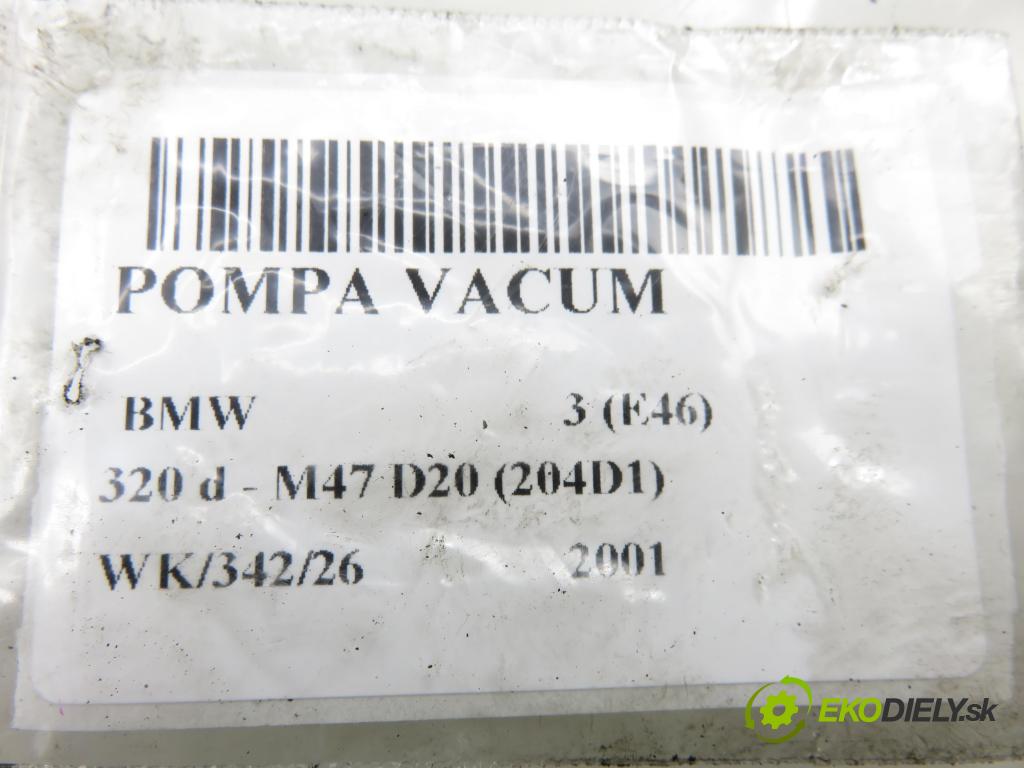 POMPA VACUM
BMW 3 (E46)
320 d - M47 D20 (204D1)
WK/342/26 2001
EKODIELY.sk